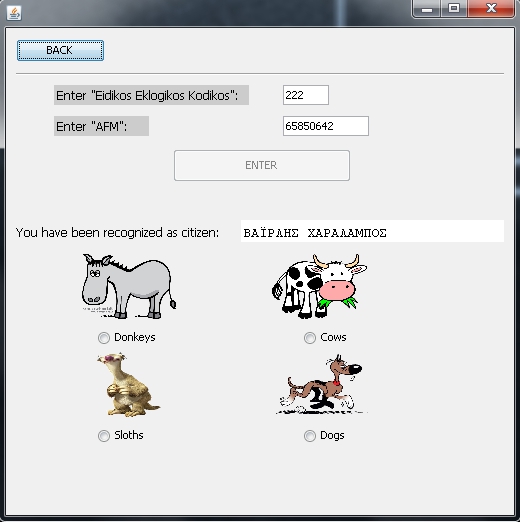 BACK
Enter "Eidikos Eklogikos Kodikos": 222
Enter "AFM": 65850642
ENTER
You have been recognized as citizen: ΒΑΪΡΛΗΣ ΧΑΡΑΛΑΜΠΟΣ
Donkeys Cows
Sloths Dogs